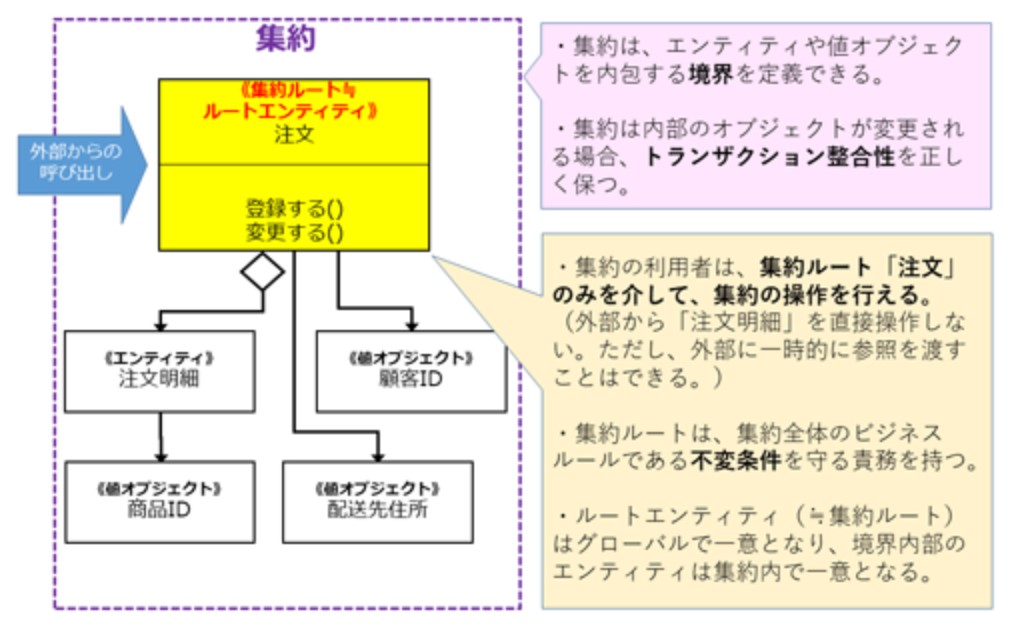 集約
《集約ルート≒
ルートエンティティ》
注文
登録する()
変更する()
外部からの
呼び出し
《エンティティ》
注文明細
《値オブジェクト》
顧客ID
《値オブジェクト》
商品ID
《値オブジェクト》
配送先住所
・集約は、エンティティや値オブジェク
トを内包する境界を定義できる。
・集約は内部のオブジェクトが変更され
る場合、トランザクション整合性を正し
く保つ。
・集約の利用者は、集約ルート「注文」
のみを介して、集約の操作を行える。
（外部から「注文明細」を直接操作しな
い。ただし、外部に一時的に参照を渡す
ことはできる。）
・集約ルートは、集約全体のビジネス
ルールである不変条件を守る責務を持つ。
・ルートエンティティ（≒集約ルート）
はグローバルで一意となり、境界内部の
エンティティは集約内で一意となる。